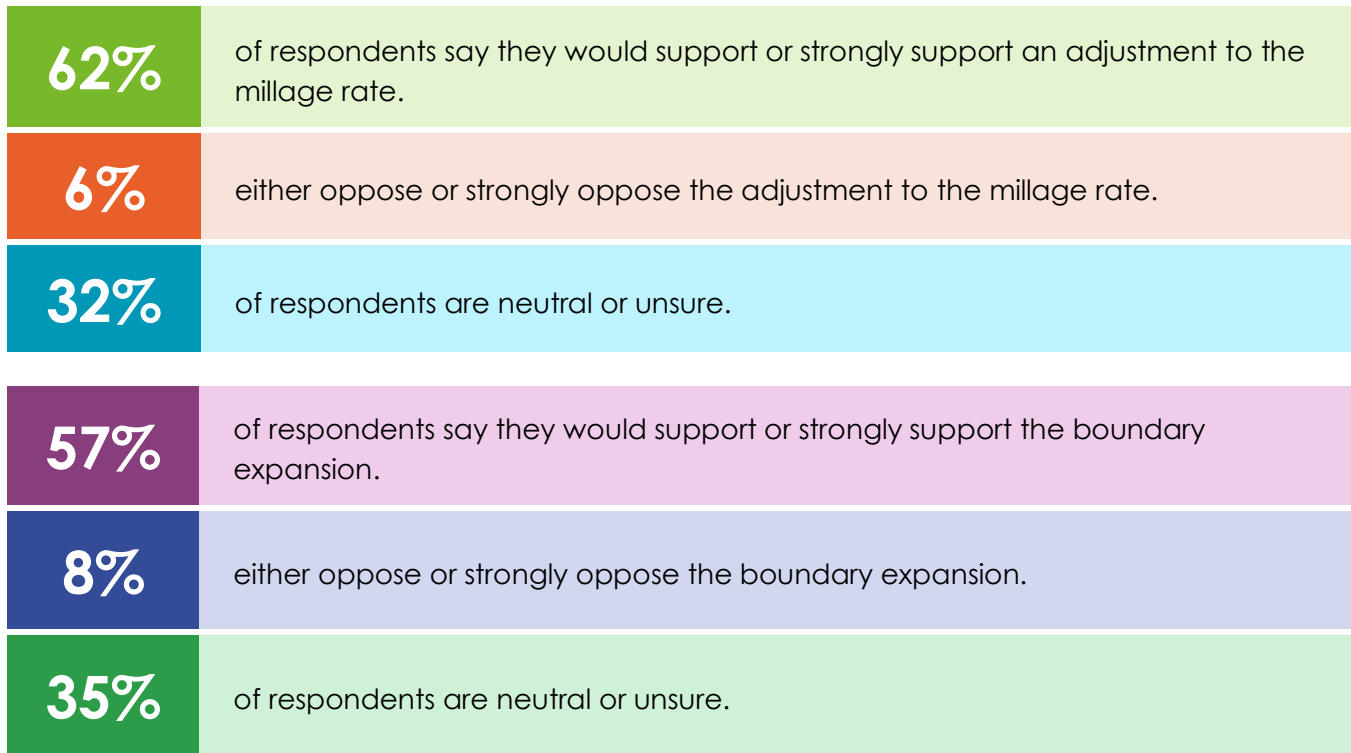 62%
of respondents say they would support or strongly support an adjustment to the
millage rate.
6%
either oppose or strongly oppose the adjustment to the millage rate.
32%
of respondents are neutral or unsure.
57%
of respondents say they would support or strongly support the boundary
expansion.
8%
either oppose or strongly oppose the boundary expansion.
35%
of respondents are neutral or unsure.